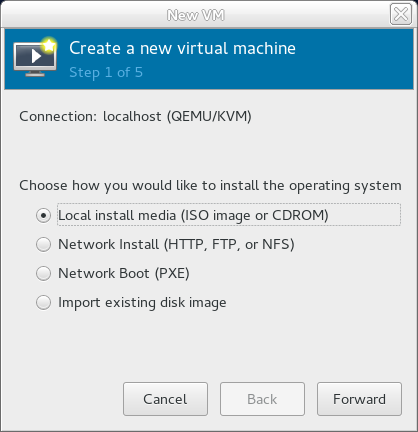 New VM
Create a new virtual machine
Step 1 of 5
Connection: localhost (QEMU/KVM)
Choose how you would like to install the operating system
Local install media (ISO image or CDROM)
Network Install (HTTP, FTP, or NFS)
Network Boot (PXE)
Import existing disk image
Cancel
Back
Forward